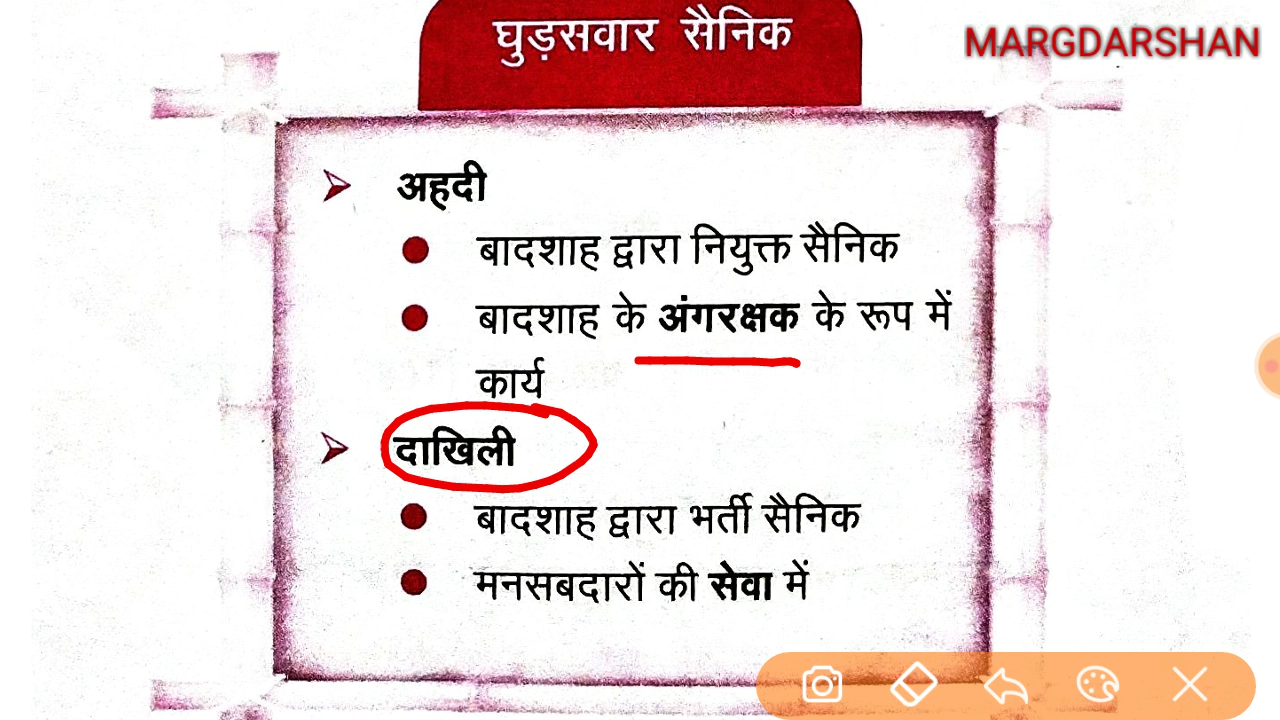 घुड़सवार सैनिक
MARGDARSHAN
अहदी
बादशाह द्वारा नियुक्त सैनिक
बादशाह के अंगरक्षक के रूप में
कार्य
दाखिली
बादशाह द्वारा भर्ती सैनिक
मनसबदारों की सेवा में